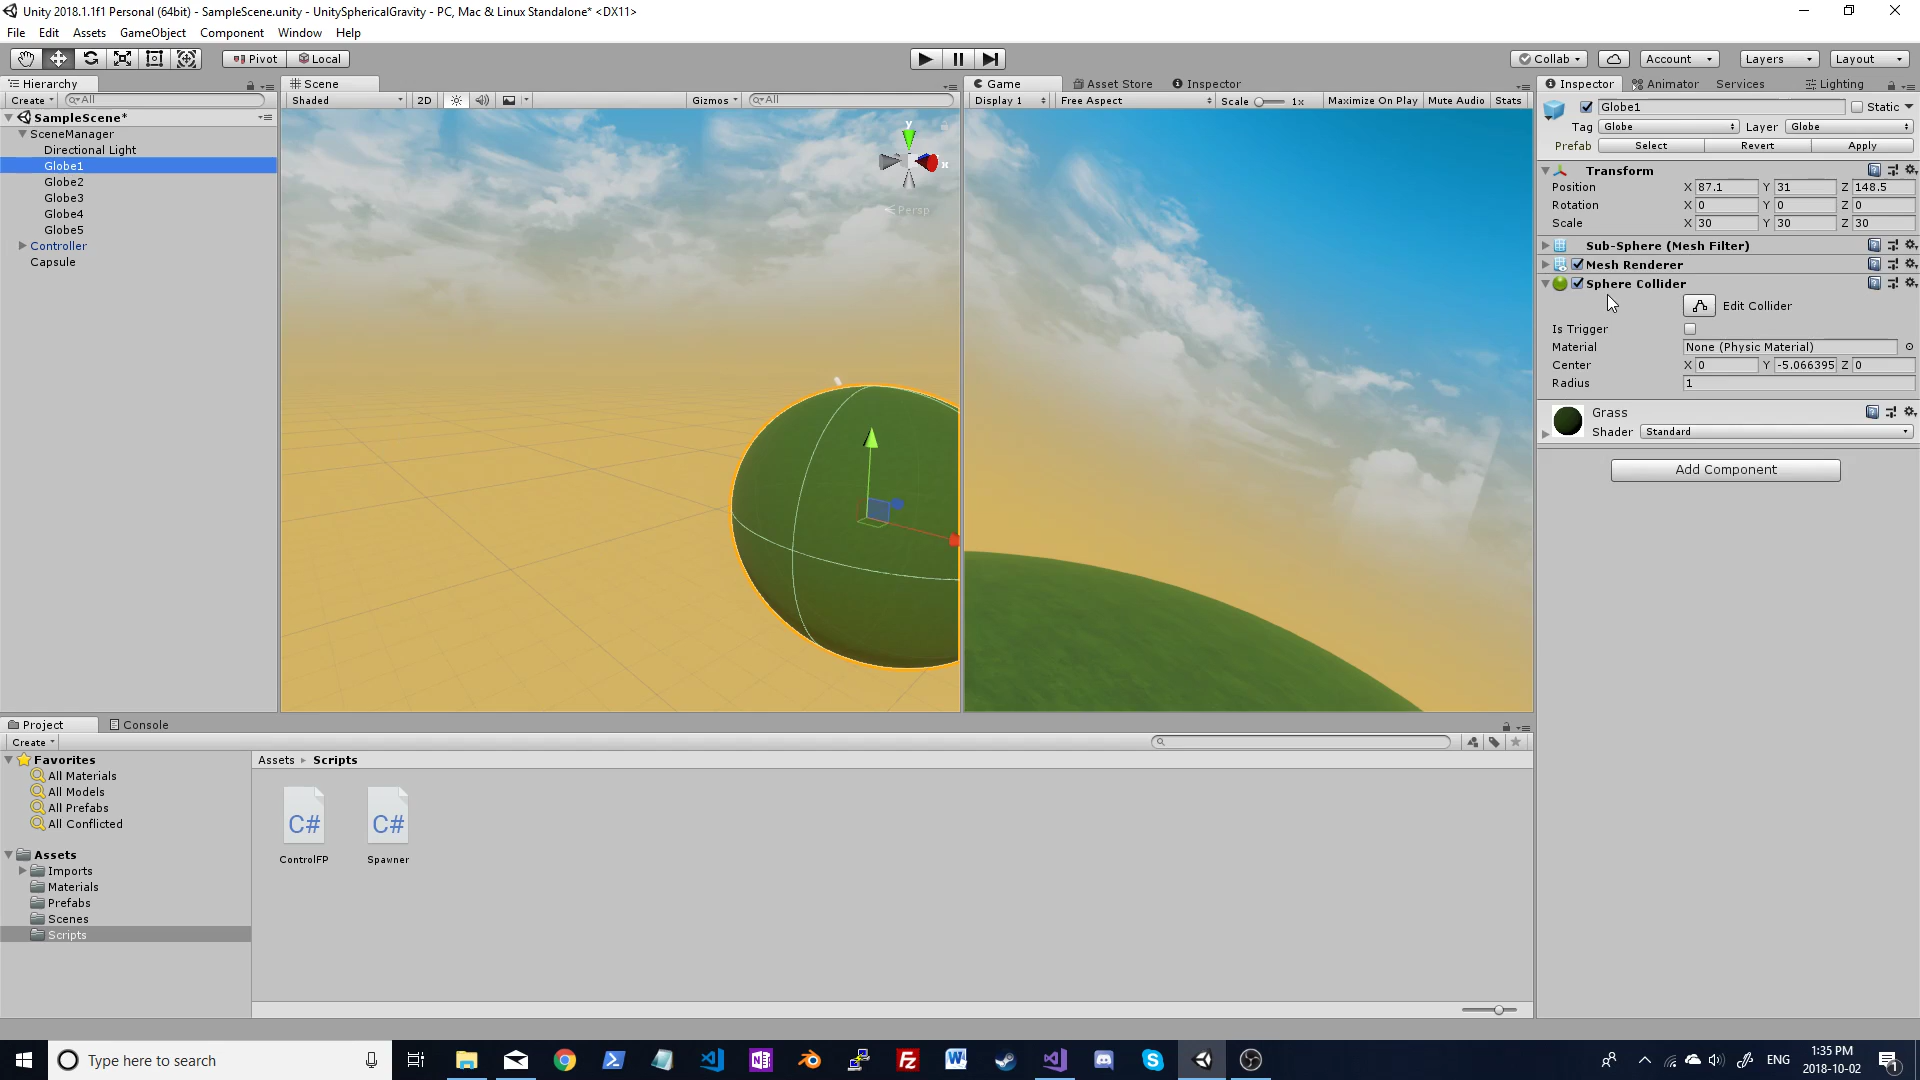 Unity 2018.1.1f1 Personal (64bit) - SampleScene.unity - UnitySphericalGravity - PC, Mac & Linux Standalone* <DX11>
File Edit Assets GameObject Component Window Help
Pivot Local Collab Account Layers Layout
Hierarchy
Create All
SampleScene*
SceneManager
Directional Light
Globe1
Globe2
Globe3
Globe4
Globe5
Controller
Capsule
Scene
Shaded 2D Gizmos All
y
x
Persp
Game Asset Store Inspector
Display 1 Free Aspect Scale 1x Maximize On Play Mute Audio Stats
Inspector Animator Services Lighting
Globe1 Static
Tag Globe Layer Globe
Prefab Select Revert Apply
Transform
Position X 87.1 Y 31 Z 148.5
Rotation X 0 Y 0 Z 0
Scale X 30 Y 30 Z 30
Sub-Sphere (Mesh Filter)
Mesh Renderer
Sphere Collider
Edit Collider
Is Trigger
Material None (Physic Material)
Center X 0 Y -5.066395 Z 0
Radius 1
Grass
Shader Standard
Add Component
Project Console
Create
Favorites
All Materials
All Models
All Prefabs
All Conflicted
Assets
Imports
Materials
Prefabs
Scenes
Scripts
Assets Scripts
C# C#
ControlFP Spawner
Type here to search
ENG
1:35 PM
2018-10-02
1